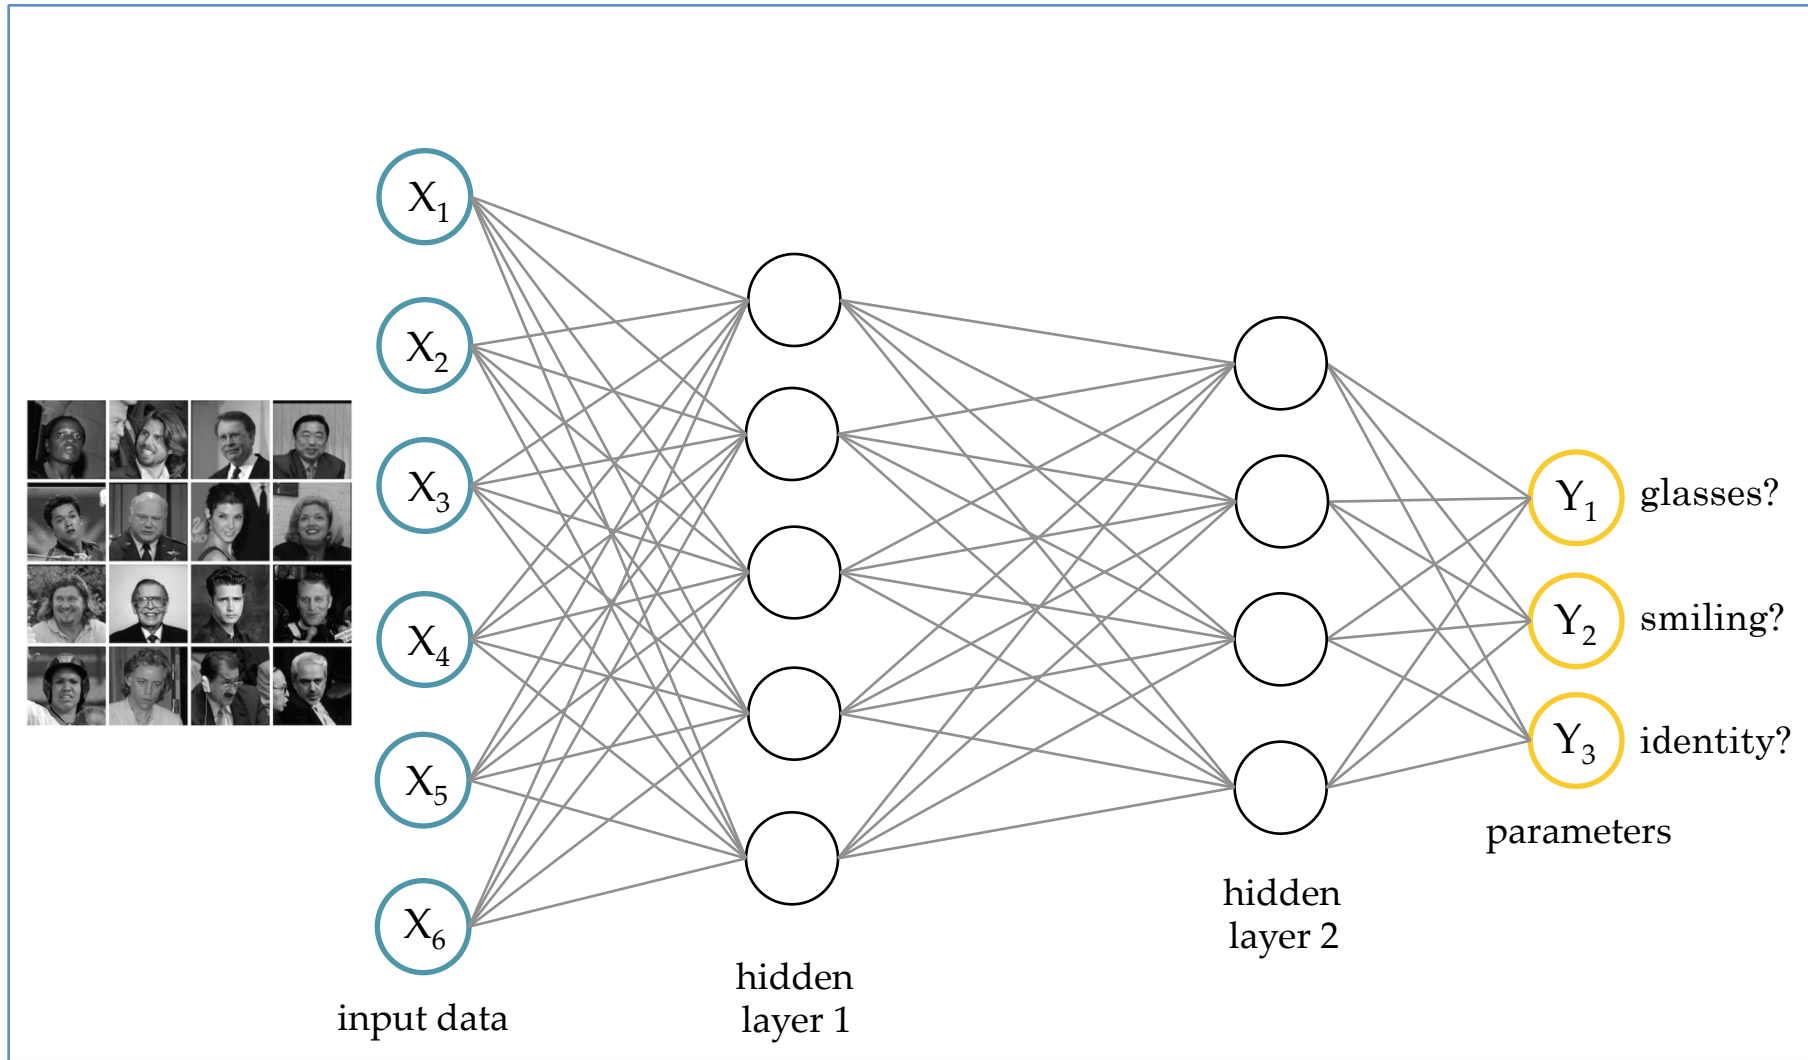 X₁
X₂
X₃
X₄
X₅
X₆
input data
hidden
layer 1
hidden
layer 2
Y₁ glasses?
Y₂ smiling?
Y₃ identity?
parameters